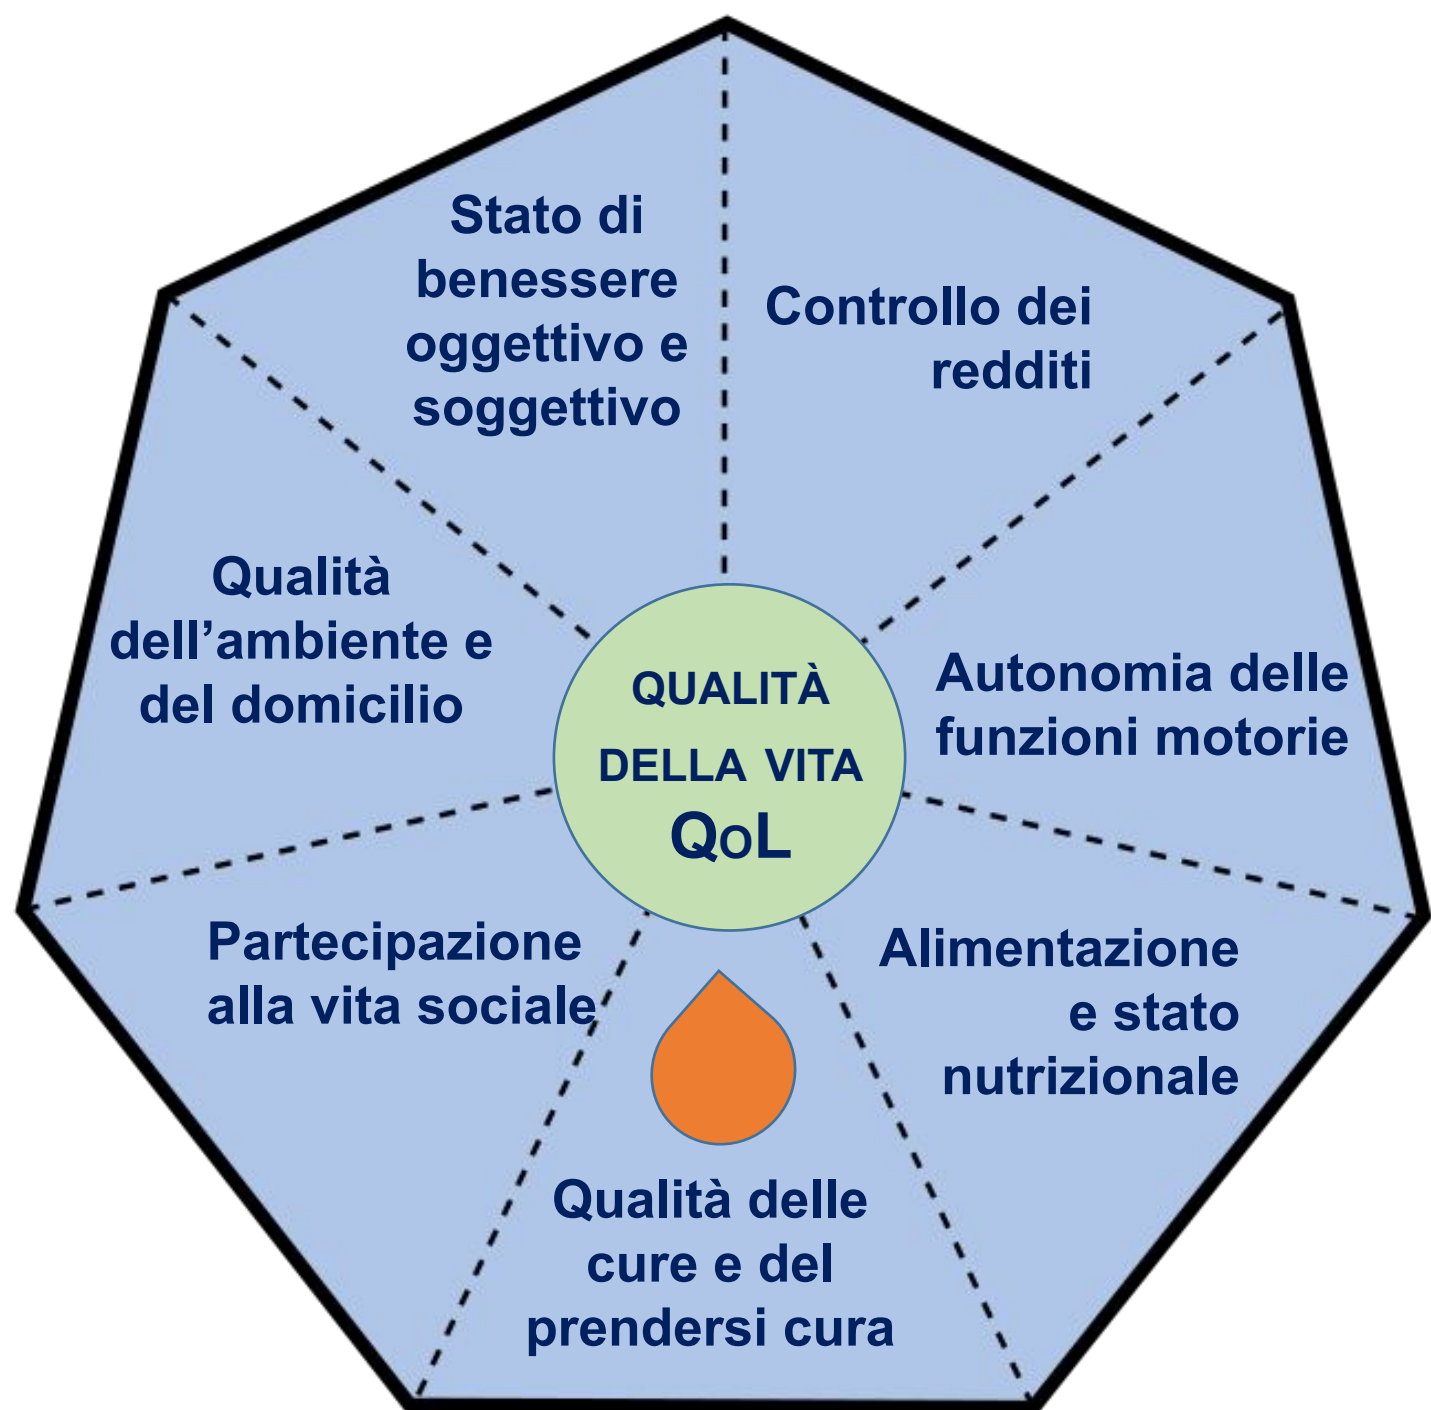 Stato di
benessere
oggettivo e
soggettivo
Controllo dei
redditi
Qualità
dell’ambiente e
del domicilio
QUALITÀ
DELLA VITA
QOL
Autonomia delle
funzioni motorie
Partecipazione
alla vita sociale
Alimentazione
e stato
nutrizionale
Qualità delle
cure e del
prendersi cura